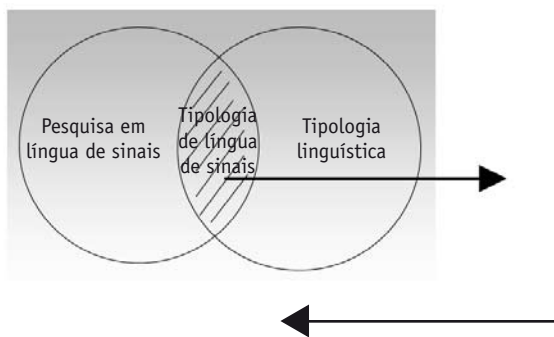 Pesquisa em
língua de sinais
Tipologia
de língua
de sinais
Tipologia
linguística